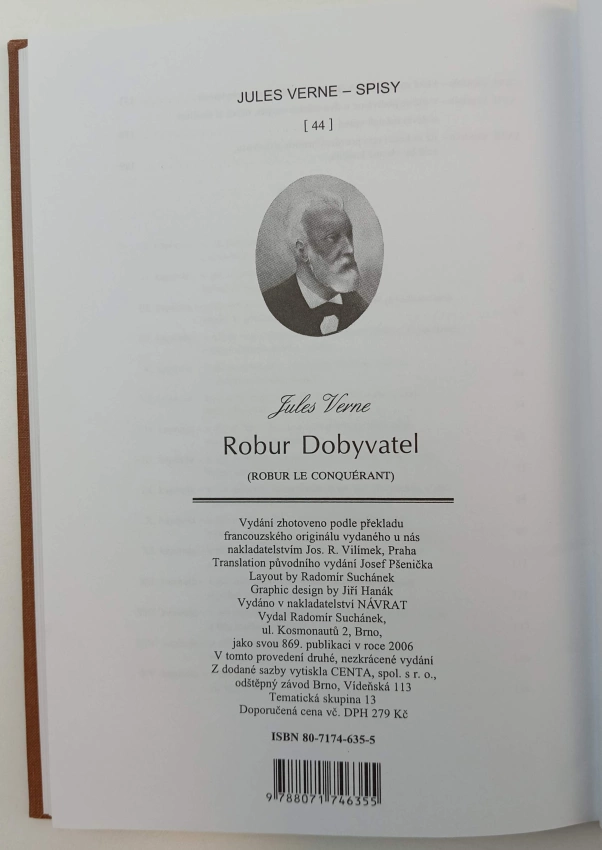 JULES VERNE – SPISY
[ 44 ]
Jules Verne
Robur Dobyvatel
(ROBUR LE CONQUÉRANT)
Vydání zhotoveno podle překladu
francouzského originálu vydaného u nás
nakladatelstvím Jos. R. Vilímek, Praha
Translation původního vydání Josef Pšenička
Layout by Radomír Suchánek
Graphic design by Jiří Hanák
Vydáno v nakladatelství NÁVRAT
Vydal Radomír Suchánek,
ul. Kosmonautů 2, Brno,
jako svou 869. publikaci v roce 2006
V tomto provedení druhé, nezkrácené vydání
Z dodané sazby vytiskla CENTA, spol. s r. o.,
odštěpný závod Brno, Vídeňská 113
Tematická skupina 13
Doporučená cena vč. DPH 279 Kč
ISBN 80-7174-635-5
9788071746355